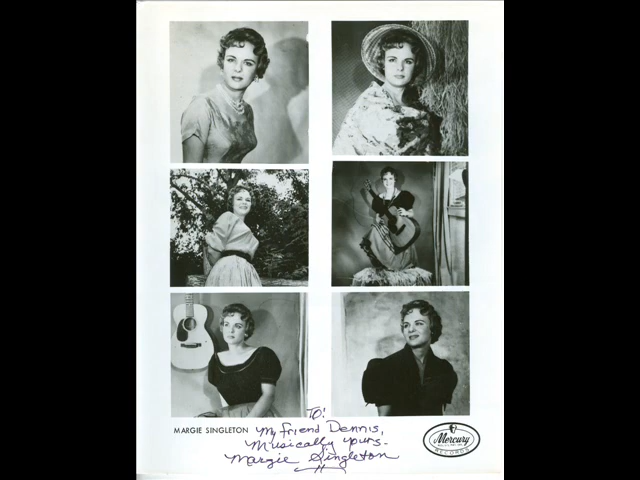 MARGIE SINGLETON
TO!
My friend Dennis,
Musically yours-
Margie Singleton
Mercury
RECORDS